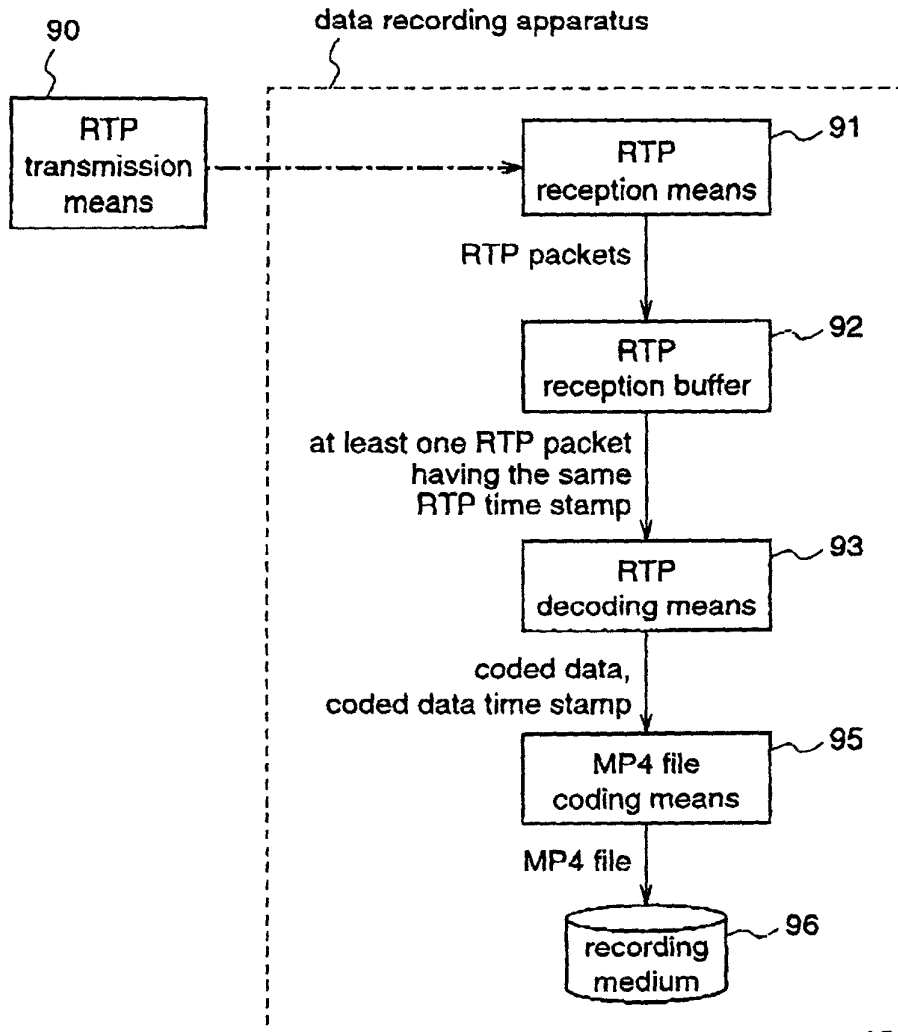 90
data recording apparatus
RTP
transmission
means
91
RTP
reception means
RTP packets
92
RTP
reception buffer
at least one RTP packet
having the same
RTP time stamp
93
RTP
decoding means
coded data,
coded data time stamp
95
MP4 file
coding means
MP4 file
96
recording
medium